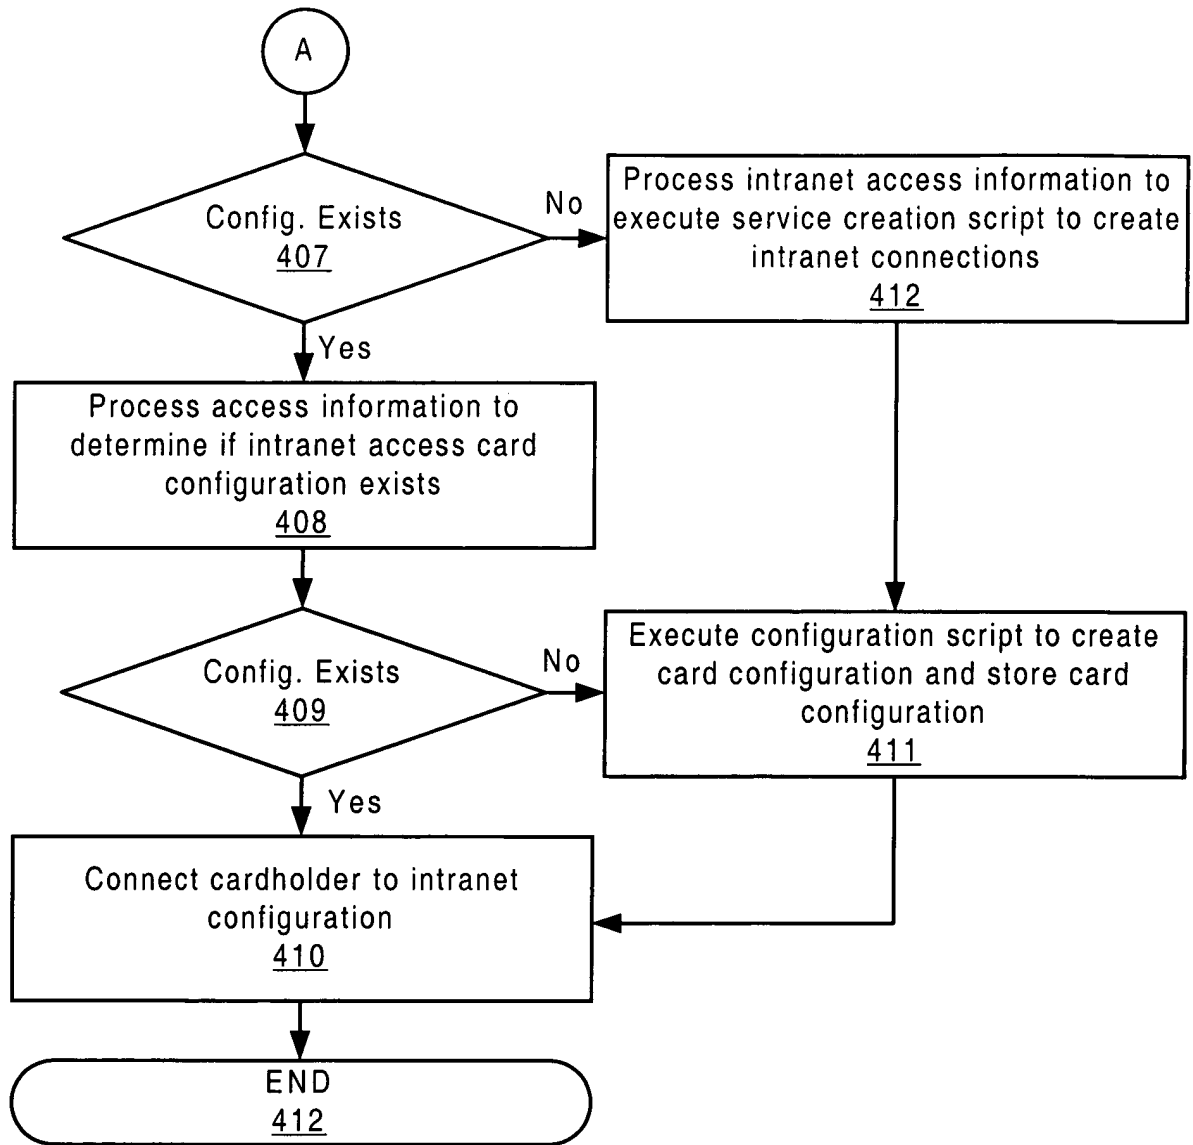 A
Config. Exists
407
No
Process intranet access information to
execute service creation script to create
intranet connections
412
Yes
Process access information to
determine if intranet access card
configuration exists
408
Config. Exists
409
No
Execute configuration script to create
card configuration and store card
configuration
411
Yes
Connect cardholder to intranet
configuration
410
END
412